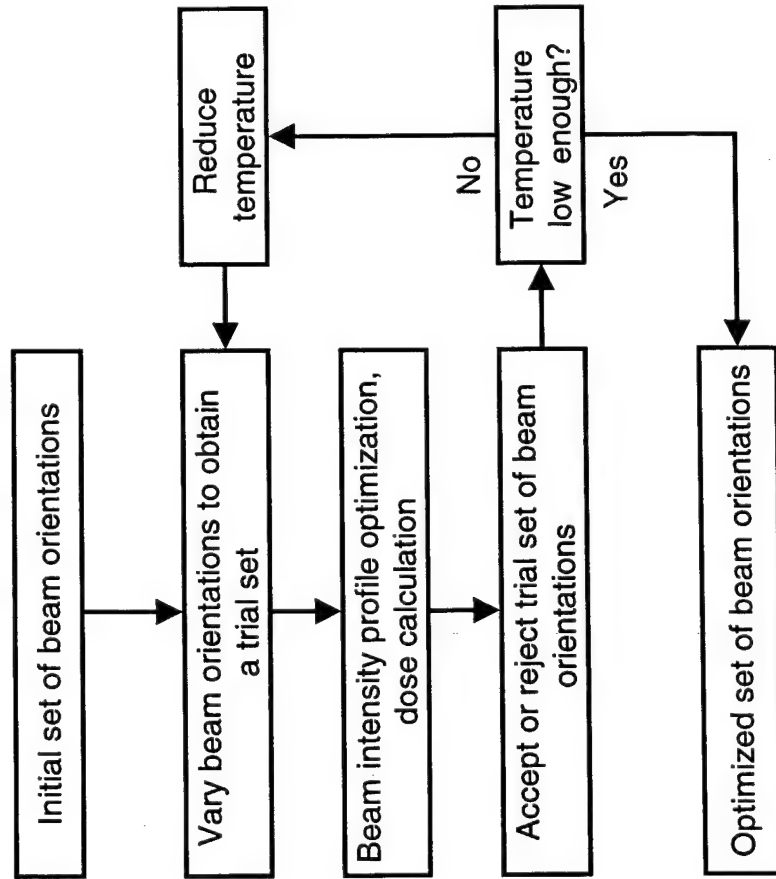 Initial set of beam orientations
Vary beam orientations to obtain
a trial set
Beam intensity profile optimization,
dose calculation
Accept or reject trial set of beam
orientations
Temperature
low enough?
No
Reduce
temperature
Yes
Optimized set of beam orientations